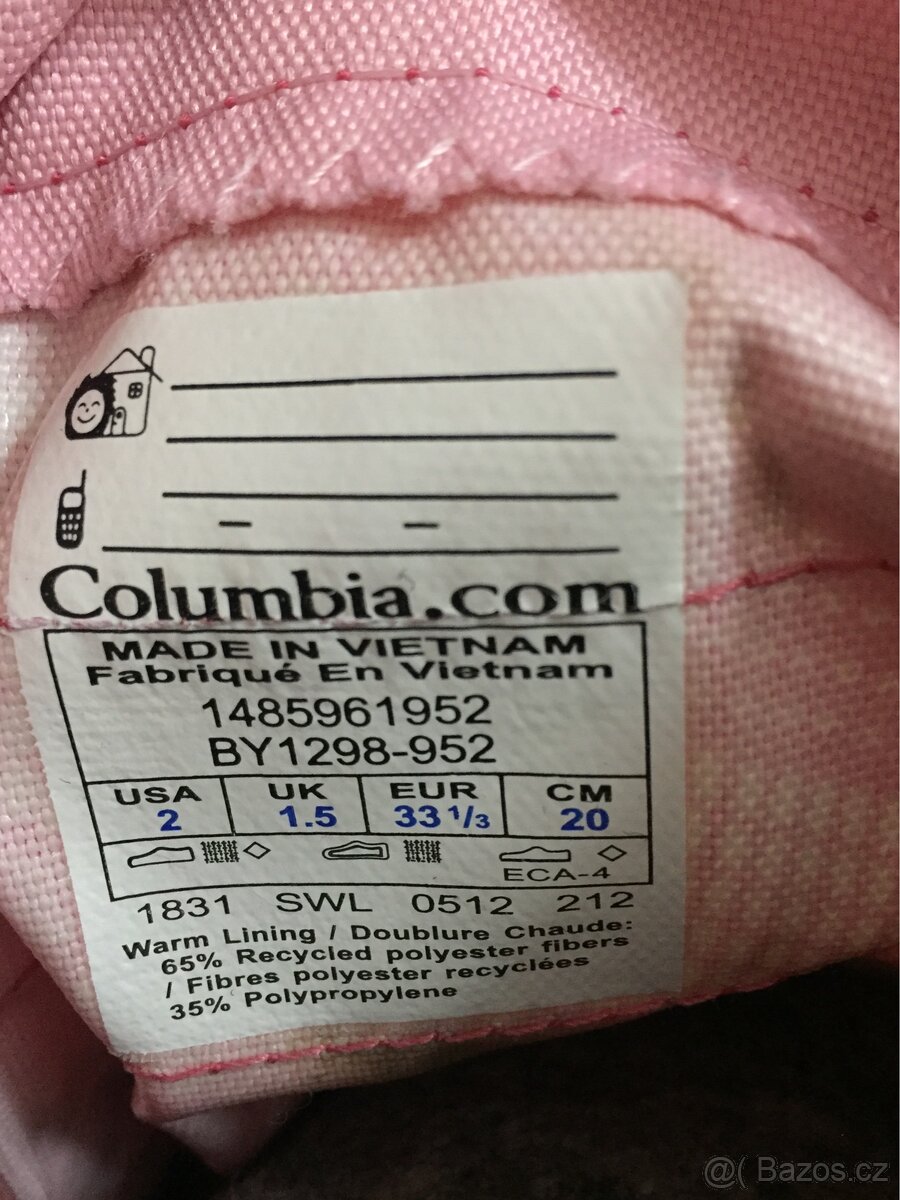 Columbia.com
MADE IN VIETNAM
Fabriqué En Vietnam
1485961952
BY1298-952
USA UK EUR CM
2 1.5 33 1/3 20
ECA-4
1831 SWL 0512 212
Warm Lining / Doublure Chaude:
65% Recycled polyester fibers
/ Fibres polyester recyclées
35% Polypropylene
@( Bazos.cz